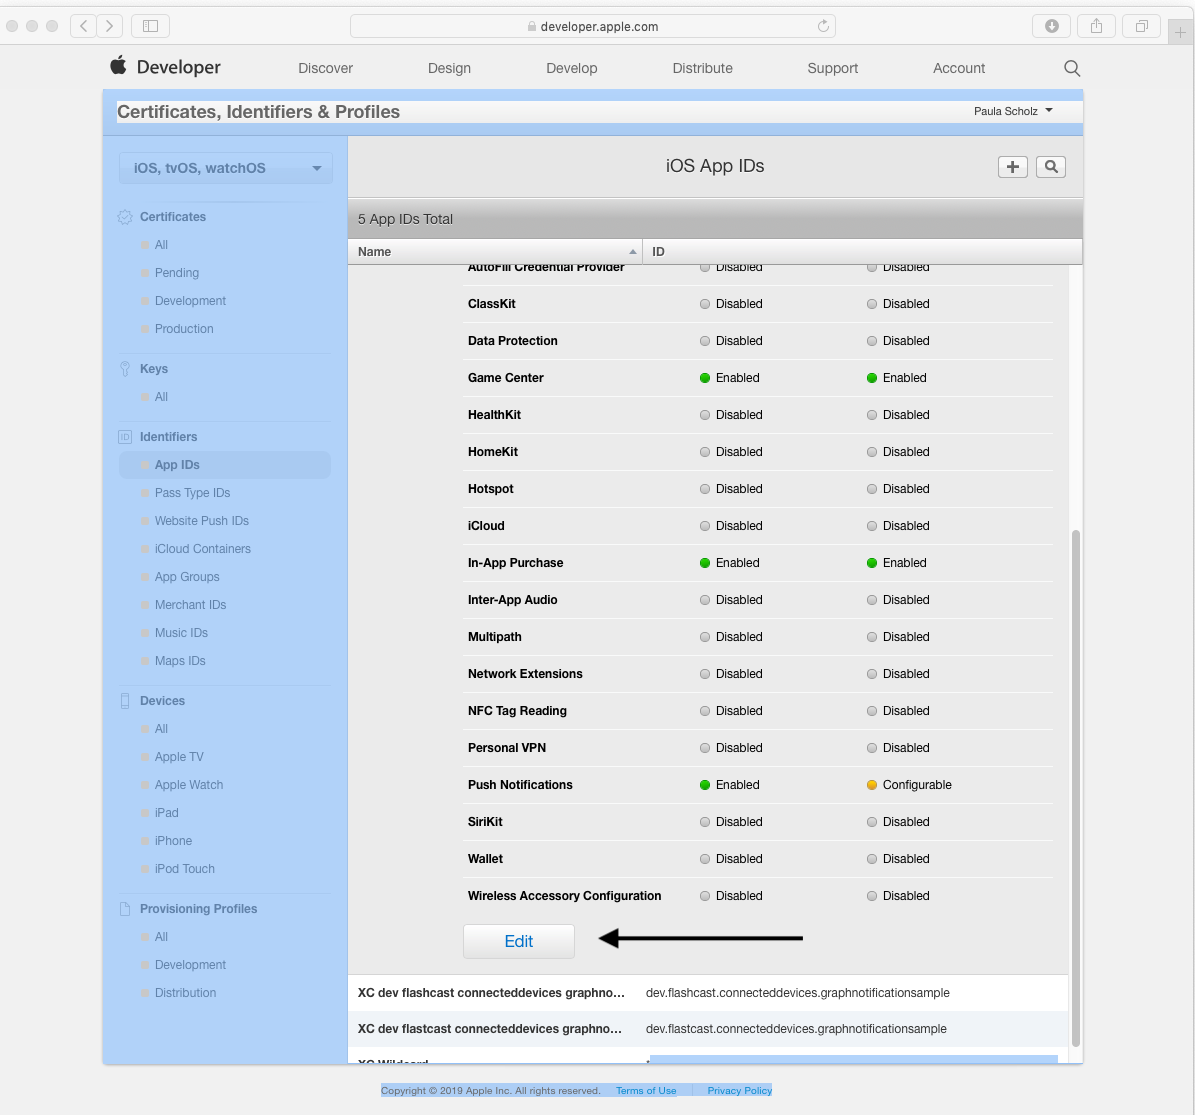 developer.apple.com
Developer Discover Design Develop Distribute Support Account
Certificates, Identifiers & Profiles
Paula Scholz
iOS, tvOS, watchOS
Certificates
All
Pending
Development
Production
Keys
All
ID Identifiers
App IDs
Pass Type IDs
Website Push IDs
iCloud Containers
App Groups
Merchant IDs
Music IDs
Maps IDs
Devices
All
Apple TV
Apple Watch
iPad
iPhone
iPod Touch
Provisioning Profiles
All
Development
Distribution
iOS App IDs
5 App IDs Total
Name ID
AutoFill Credential Provider Disabled Disabled
ClassKit Disabled Disabled
Data Protection Disabled Disabled
Game Center Enabled Enabled
HealthKit Disabled Disabled
HomeKit Disabled Disabled
Hotspot Disabled Disabled
iCloud Disabled Disabled
In-App Purchase Enabled Enabled
Inter-App Audio Disabled Disabled
Multipath Disabled Disabled
Network Extensions Disabled Disabled
NFC Tag Reading Disabled Disabled
Personal VPN Disabled Disabled
Push Notifications Enabled Configurable
SiriKit Disabled Disabled
Wallet Disabled Disabled
Wireless Accessory Configuration Disabled Disabled
Edit
XC dev flashcast connecteddevices graphno... dev.flashcast.connecteddevices.graphnotificationsample
XC dev flastcast connecteddevices graphno... dev.flastcast.connecteddevices.graphnotificationsample
XC Wildcard
Copyright © 2019 Apple Inc. All rights reserved. Terms of Use Privacy Policy